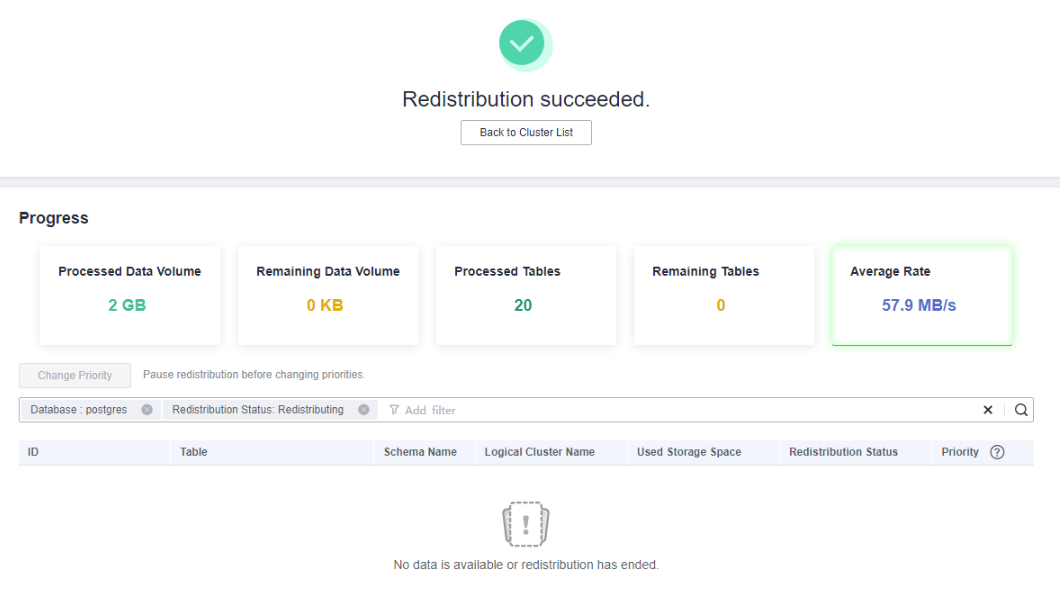 Redistribution succeeded.
Back to Cluster List
Progress
Processed Data Volume Remaining Data Volume Processed Tables Remaining Tables Average Rate
2 GB 0 KB 20 0 57.9 MB/s
Change Priority Pause redistribution before changing priorities.
Database : postgres Redistribution Status: Redistributing Add filter
ID Table Schema Name Logical Cluster Name Used Storage Space Redistribution Status Priority
No data is available or redistribution has ended.